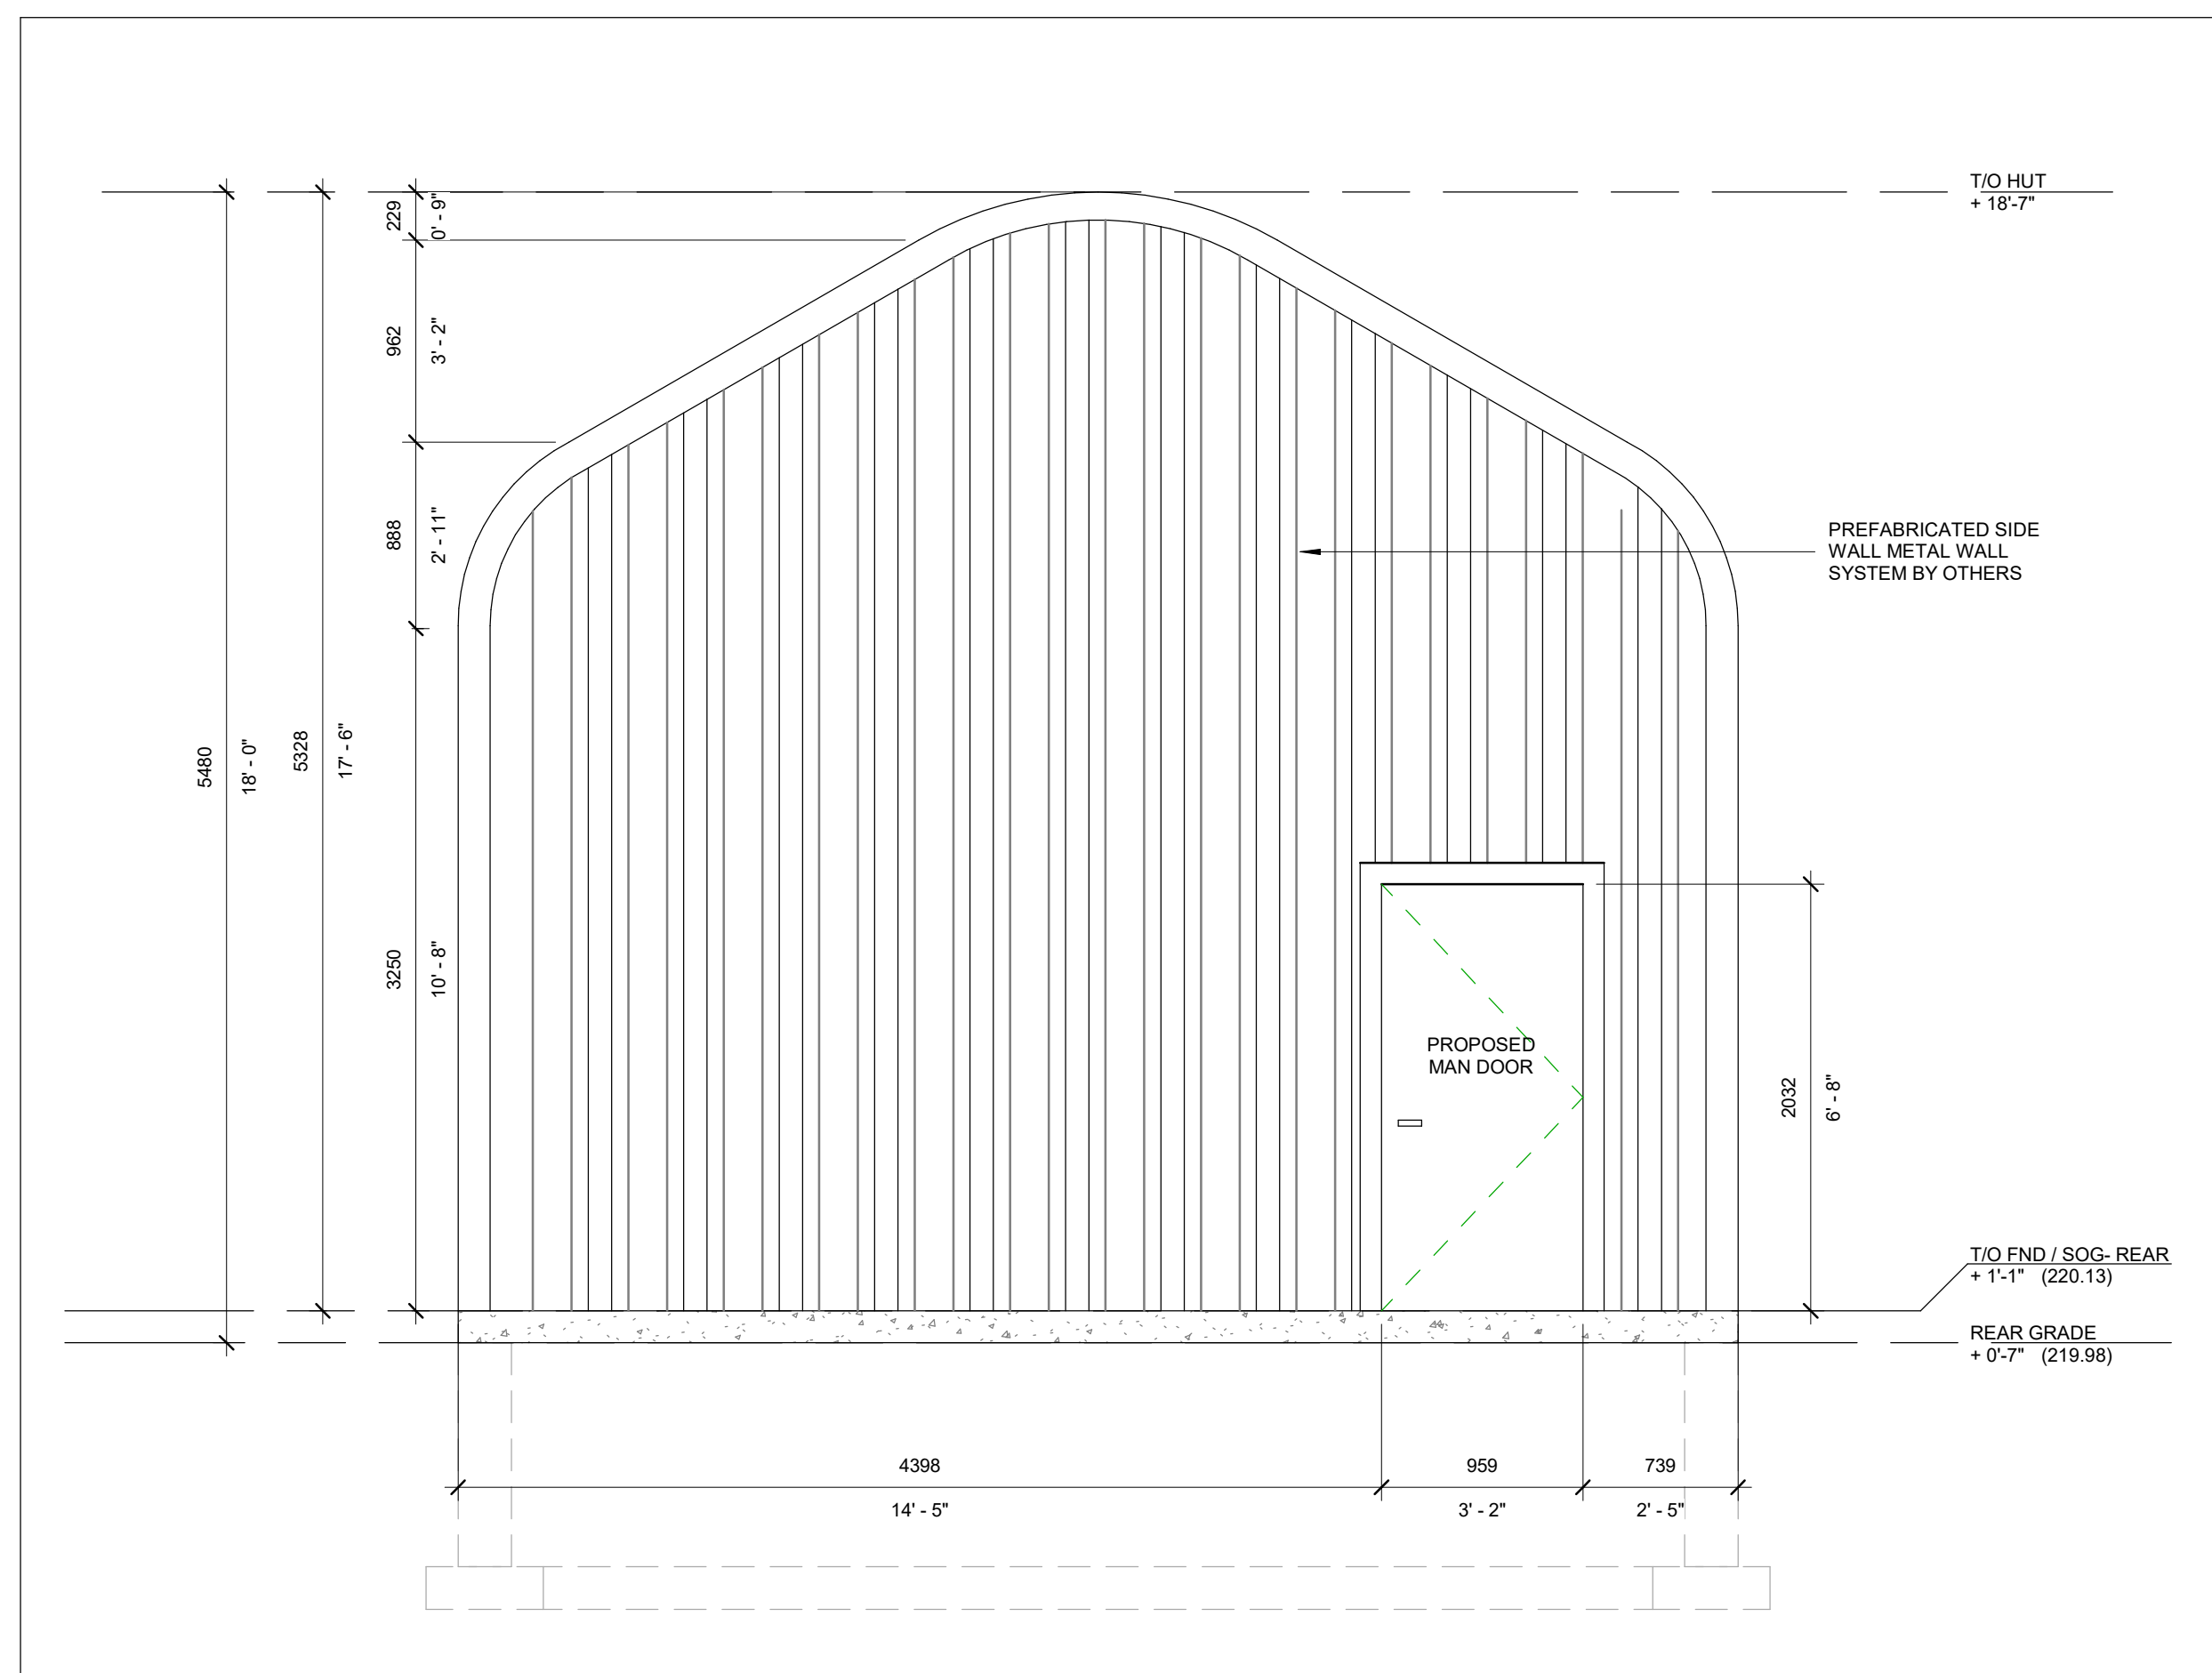 T/O HUT
+ 18'-7"
229
0' - 9"
962
3' - 2"
888
2' - 11"
PREFABRICATED SIDE
WALL METAL WALL
SYSTEM BY OTHERS
5480
18' - 0"
5328
17' - 6"
3250
10' - 8"
PROPOSED
MAN DOOR
2032
6' - 8"
T/O FND / SOG- REAR
+ 1'-1" (220.13)
REAR GRADE
+ 0'-7" (219.98)
4398
14' - 5"
959
3' - 2"
739
2' - 5"